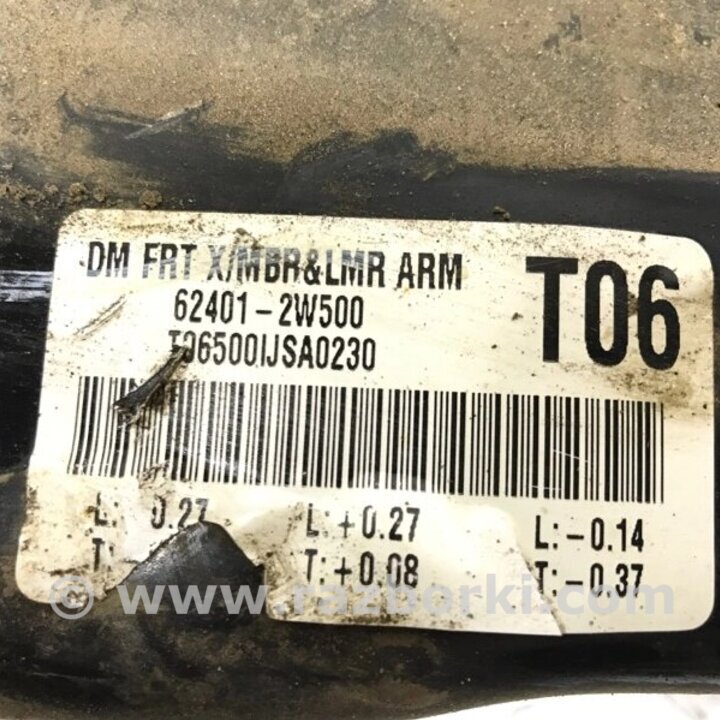 DM FRT X/MBR&LMR ARM
T06
62401-2W500
T06500IJSA0230
L: 0.27 L:+0.27 L:-0.14
T: T:+0.08 T:-0.37
© www.razborki.com